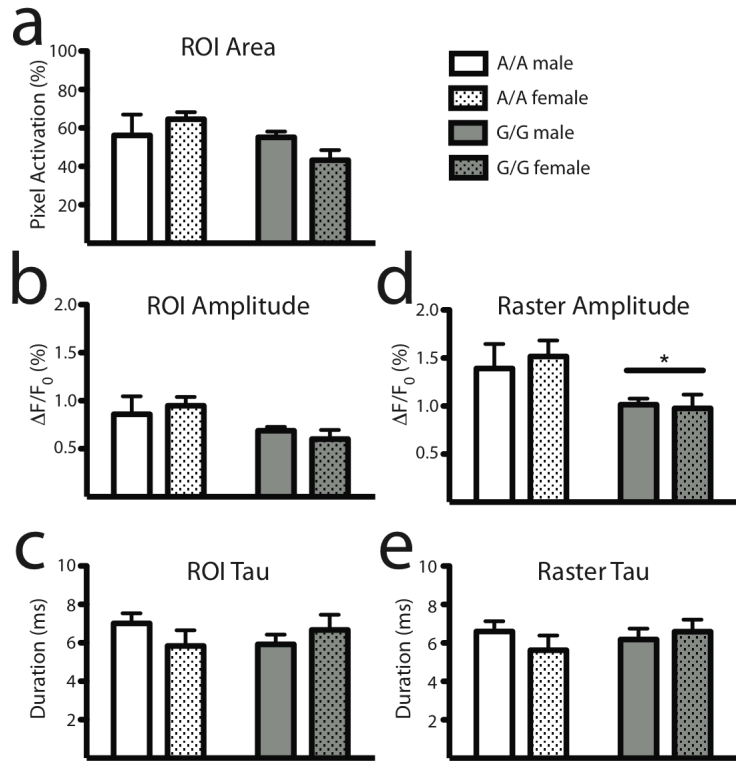 a
ROI Area
Pixel Activation (%)
100
80
60
40
20
A/A male
A/A female
G/G male
G/G female
b
ROI Amplitude
ΔF/F0 (%)
2.0
1.5
1.0
0.5
d
Raster Amplitude
ΔF/F0 (%)
2.0
1.5
1.0
0.5
*
c
ROI Tau
Duration (ms)
10
8
6
4
2
e
Raster Tau
Duration (ms)
10
8
6
4
2